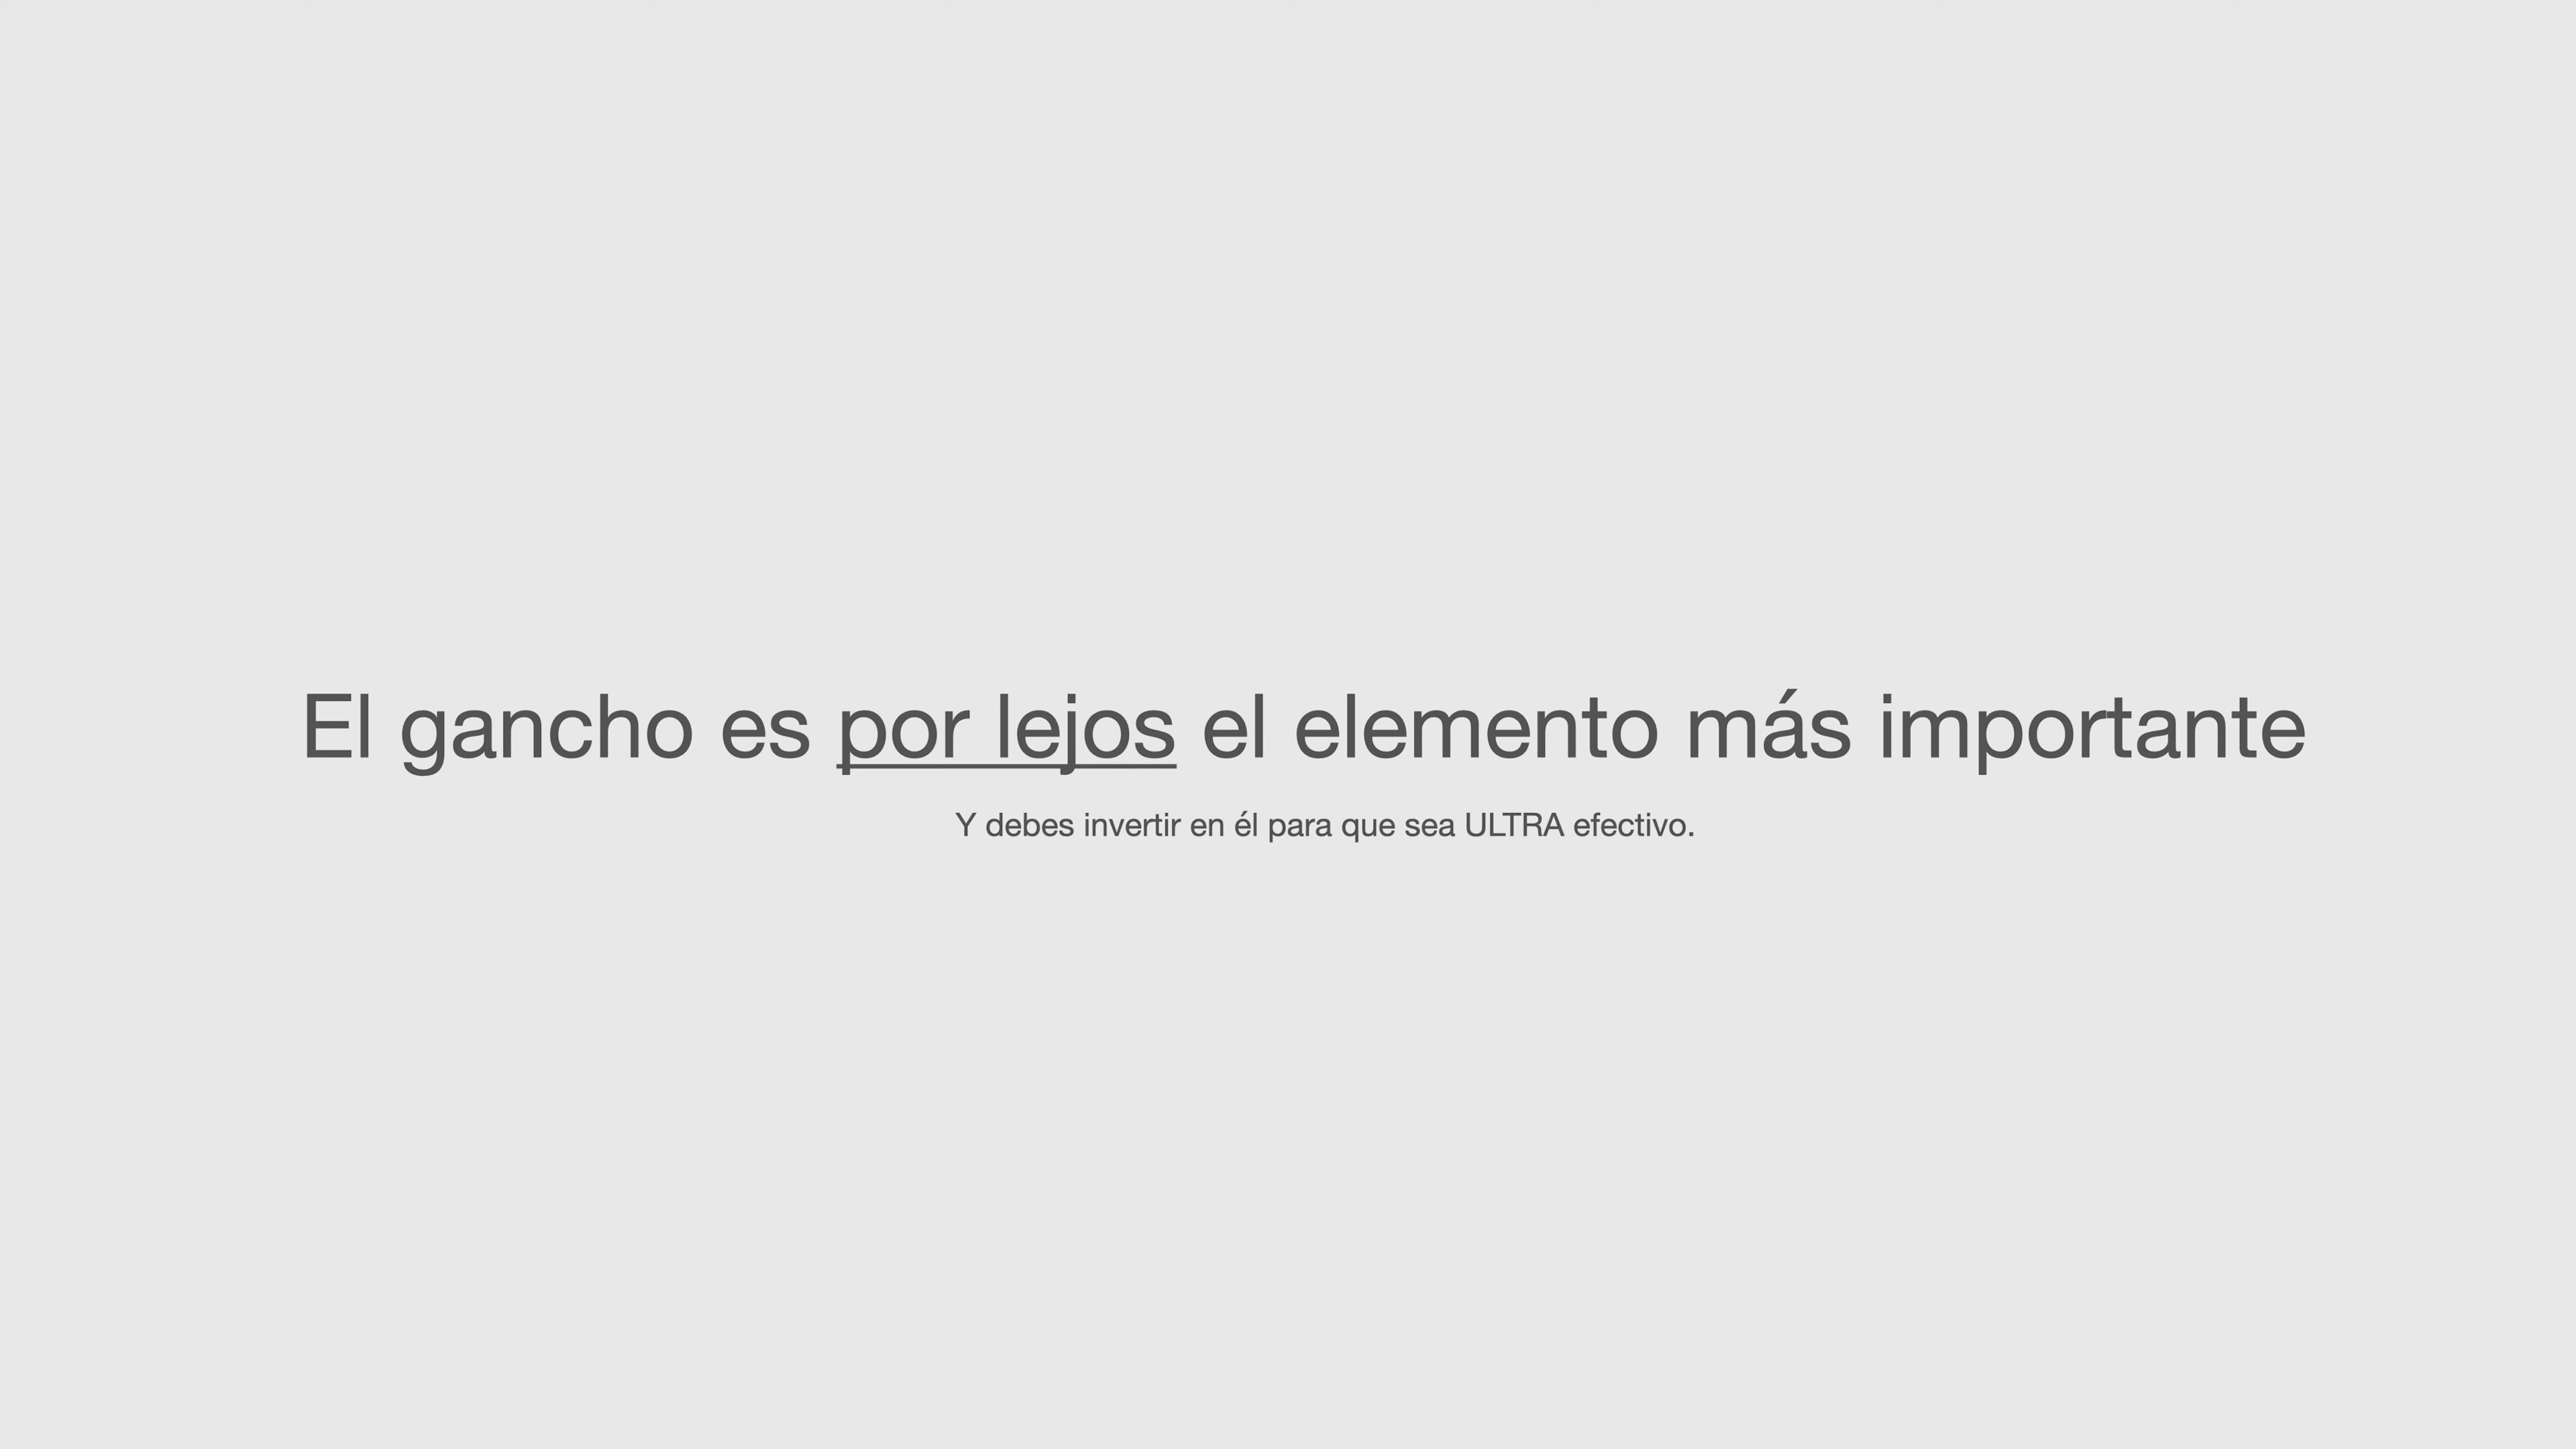 El gancho es por lejos el elemento más importante
Y debes invertir en él para que sea ULTRA efectivo.